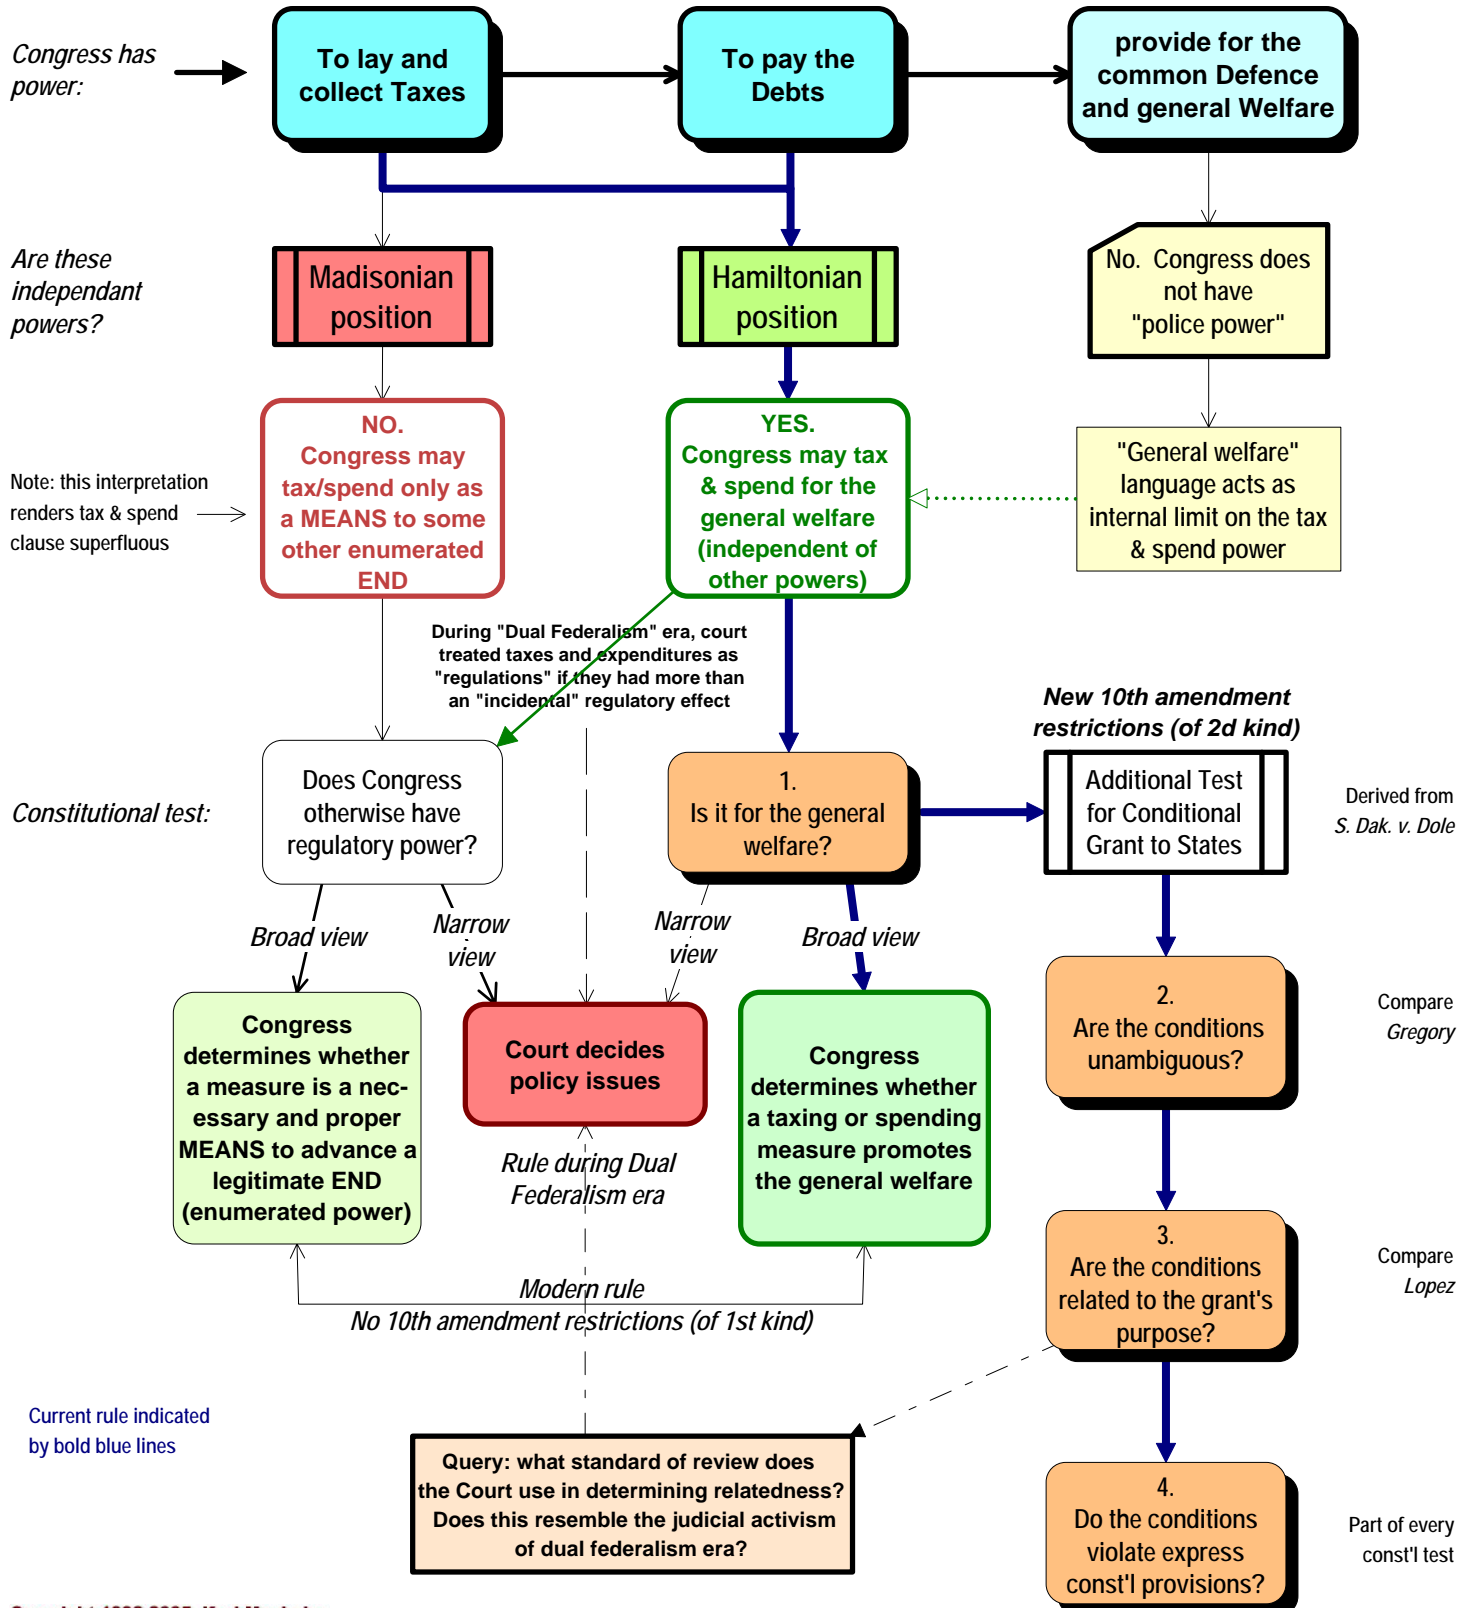 Congress has
power:
To lay and
collect Taxes
To pay the
Debts
provide for the
common Defence
and general Welfare
Are these
independant
powers?
Madisonian
position
Hamiltonian
position
No. Congress does
not have
"police power"
Note: this interpretation
renders tax & spend
clause superfluous
NO.
Congress may
tax/spend only as
a MEANS to some
other enumerated
END
YES.
Congress may tax
& spend for the
general welfare
(independent of
other powers)
"General welfare"
language acts as
internal limit on the tax
& spend power
During "Dual Federalism" era, court
treated taxes and expenditures as
"regulations" if they had more than
an "incidental" regulatory effect
New 10th amendment
restrictions (of 2d kind)
Constitutional test:
Does Congress
otherwise have
regulatory power?
1.
Is it for the general
welfare?
Additional Test
for Conditional
Grant to States
Derived from
S. Dak. v. Dole
Broad view
Narrow
view
Narrow
view
Broad view
Congress
determines whether
a measure is a nec-
essary and proper
MEANS to advance a
legitimate END
(enumerated power)
Court decides
policy issues
Congress
determines whether
a taxing or spending
measure promotes
the general welfare
2.
Are the conditions
unambiguous?
Compare
Gregory
Rule during Dual
Federalism era
Modern rule
No 10th amendment restrictions (of 1st kind)
3.
Are the conditions
related to the grant's
purpose?
Compare
Lopez
Current rule indicated
by bold blue lines
Query: what standard of review does
the Court use in determining relatedness?
Does this resemble the judicial activism
of dual federalism era?
4.
Do the conditions
violate express
const'l provisions?
Part of every
const'l test